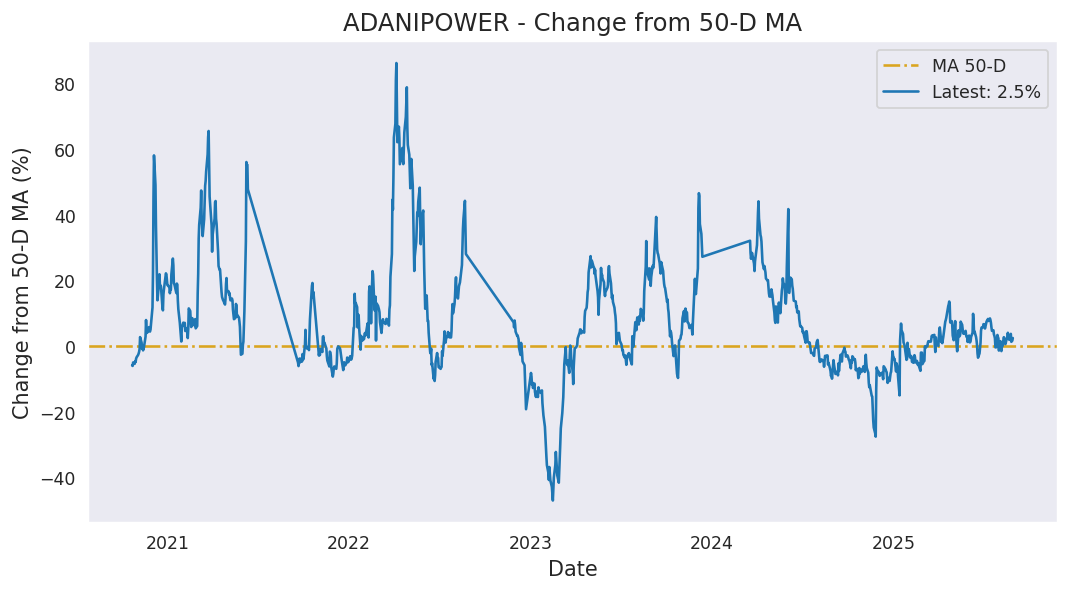 ADANIPOWER - Change from 50-D MA
MA 50-D
Latest: 2.5%
Change from 50-D MA (%)
80
60
40
20
0
−20
−40
2021
2022
2023
2024
2025
Date